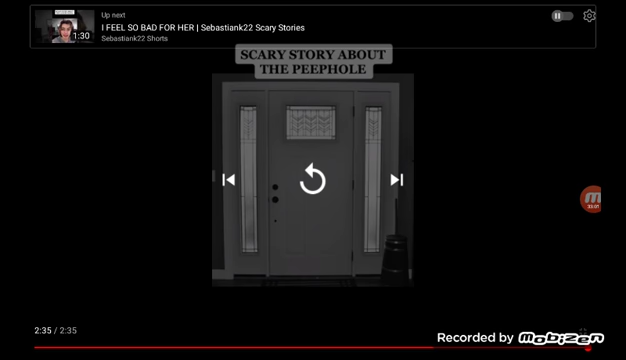 Up next
I FEEL SO BAD FOR HER | Sebastiank22 Scary Stories
1:30
Sebastiank22 Shorts
SCARY STORY ABOUT
THE PEEPHOLE
2:35 / 2:35
Recorded by mobizen